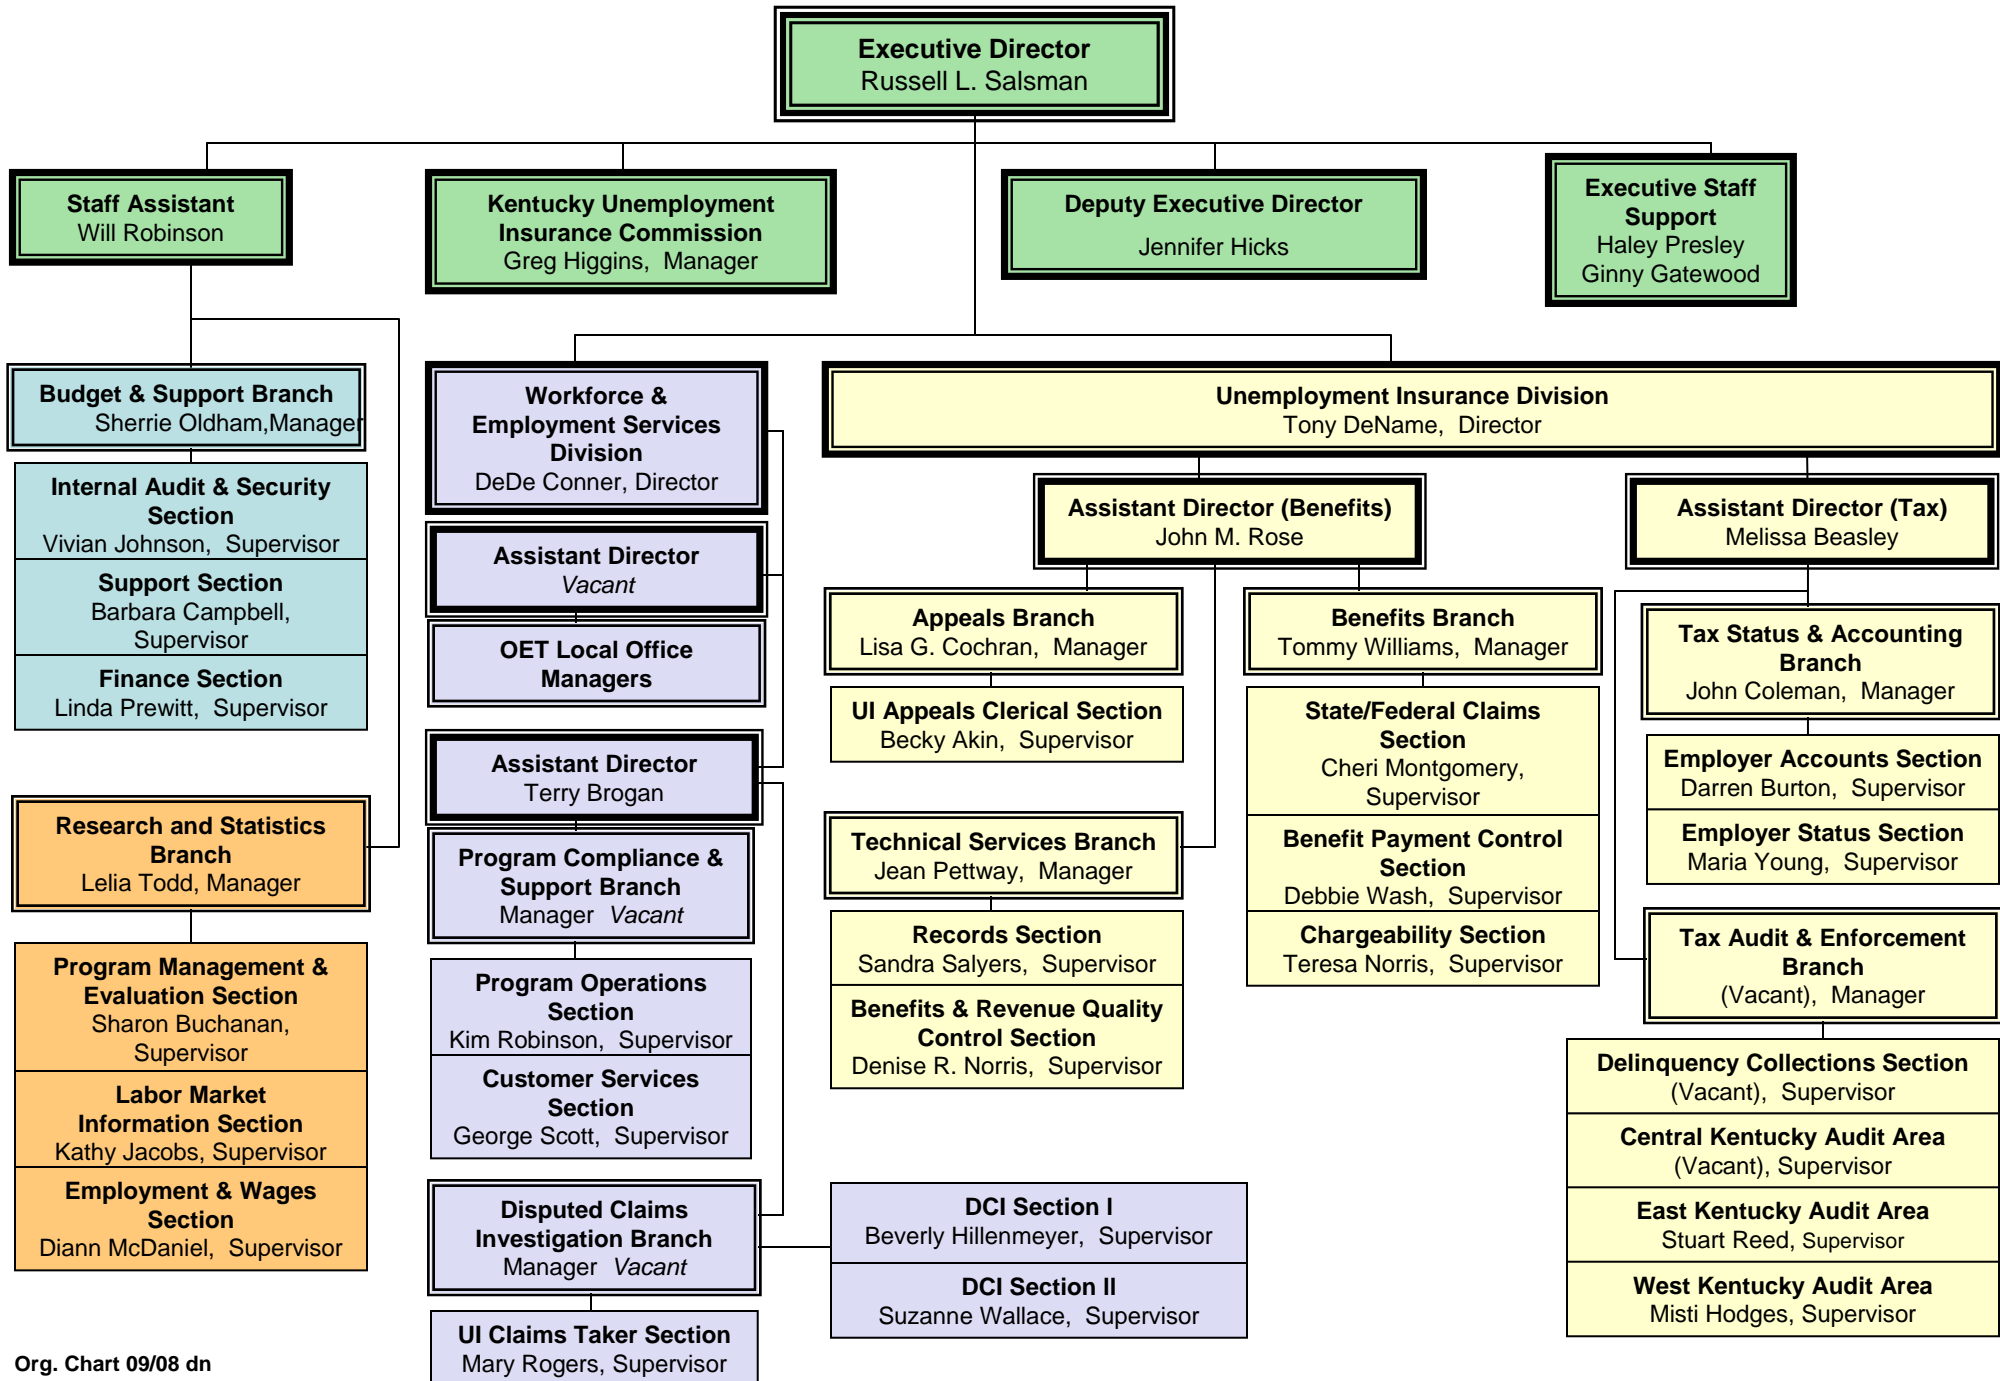 Executive Director
Russell L. Salsman
Staff Assistant
Will Robinson
Kentucky Unemployment
Insurance Commission
Greg Higgins, Manager
Deputy Executive Director
Jennifer Hicks
Executive Staff
Support
Haley Presley
Ginny Gatewood
Budget & Support Branch
Sherrie Oldham,Manager
Internal Audit & Security
Section
Vivian Johnson, Supervisor
Support Section
Barbara Campbell,
Supervisor
Finance Section
Linda Prewitt, Supervisor
Research and Statistics
Branch
Lelia Todd, Manager
Program Management &
Evaluation Section
Sharon Buchanan,
Supervisor
Labor Market
Information Section
Kathy Jacobs, Supervisor
Employment & Wages
Section
Diann McDaniel, Supervisor
Workforce &
Employment Services
Division
DeDe Conner, Director
Assistant Director
Vacant
OET Local Office
Managers
Assistant Director
Terry Brogan
Program Compliance &
Support Branch
Manager Vacant
Program Operations
Section
Kim Robinson, Supervisor
Customer Services
Section
George Scott, Supervisor
Disputed Claims
Investigation Branch
Manager Vacant
UI Claims Taker Section
Mary Rogers, Supervisor
DCI Section I
Beverly Hillenmeyer, Supervisor
DCI Section II
Suzanne Wallace, Supervisor
Unemployment Insurance Division
Tony DeName, Director
Assistant Director (Benefits)
John M. Rose
Appeals Branch
Lisa G. Cochran, Manager
UI Appeals Clerical Section
Becky Akin, Supervisor
Technical Services Branch
Jean Pettway, Manager
Records Section
Sandra Salyers, Supervisor
Benefits & Revenue Quality
Control Section
Denise R. Norris, Supervisor
Benefits Branch
Tommy Williams, Manager
State/Federal Claims
Section
Cheri Montgomery,
Supervisor
Benefit Payment Control
Section
Debbie Wash, Supervisor
Chargeability Section
Teresa Norris, Supervisor
Assistant Director (Tax)
Melissa Beasley
Tax Status & Accounting
Branch
John Coleman, Manager
Employer Accounts Section
Darren Burton, Supervisor
Employer Status Section
Maria Young, Supervisor
Tax Audit & Enforcement
Branch
(Vacant), Manager
Delinquency Collections Section
(Vacant), Supervisor
Central Kentucky Audit Area
(Vacant), Supervisor
East Kentucky Audit Area
Stuart Reed, Supervisor
West Kentucky Audit Area
Misti Hodges, Supervisor
Org. Chart 09/08 dn